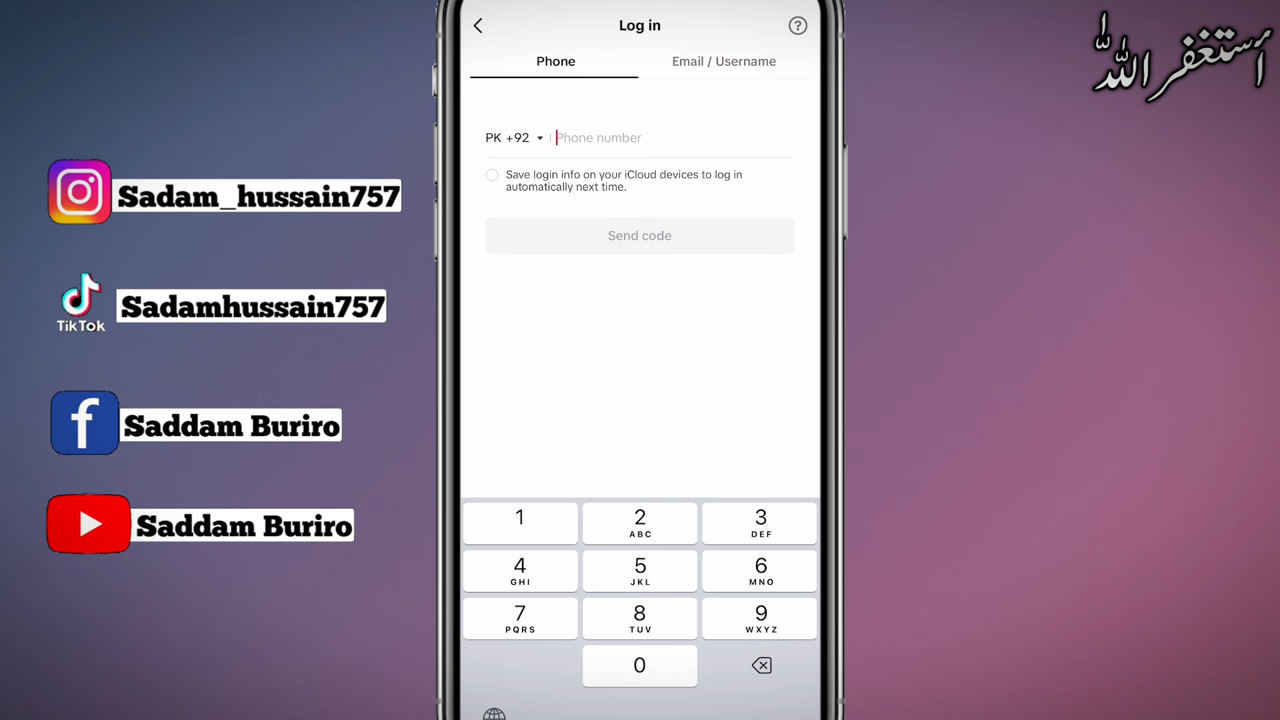 Log in
?
أستغفر الله
Phone
Email / Username
PK +92
Phone number
Save login info on your iCloud devices to log in
automatically next time.
Send code
Sadam_hussain757
TikTok
Sadamhussain757
f
Saddam Buriro
Saddam Buriro
1
2
ABC
3
DEF
4
GHI
5
JKL
6
MNO
7
PQRS
8
TUV
9
WXYZ
0